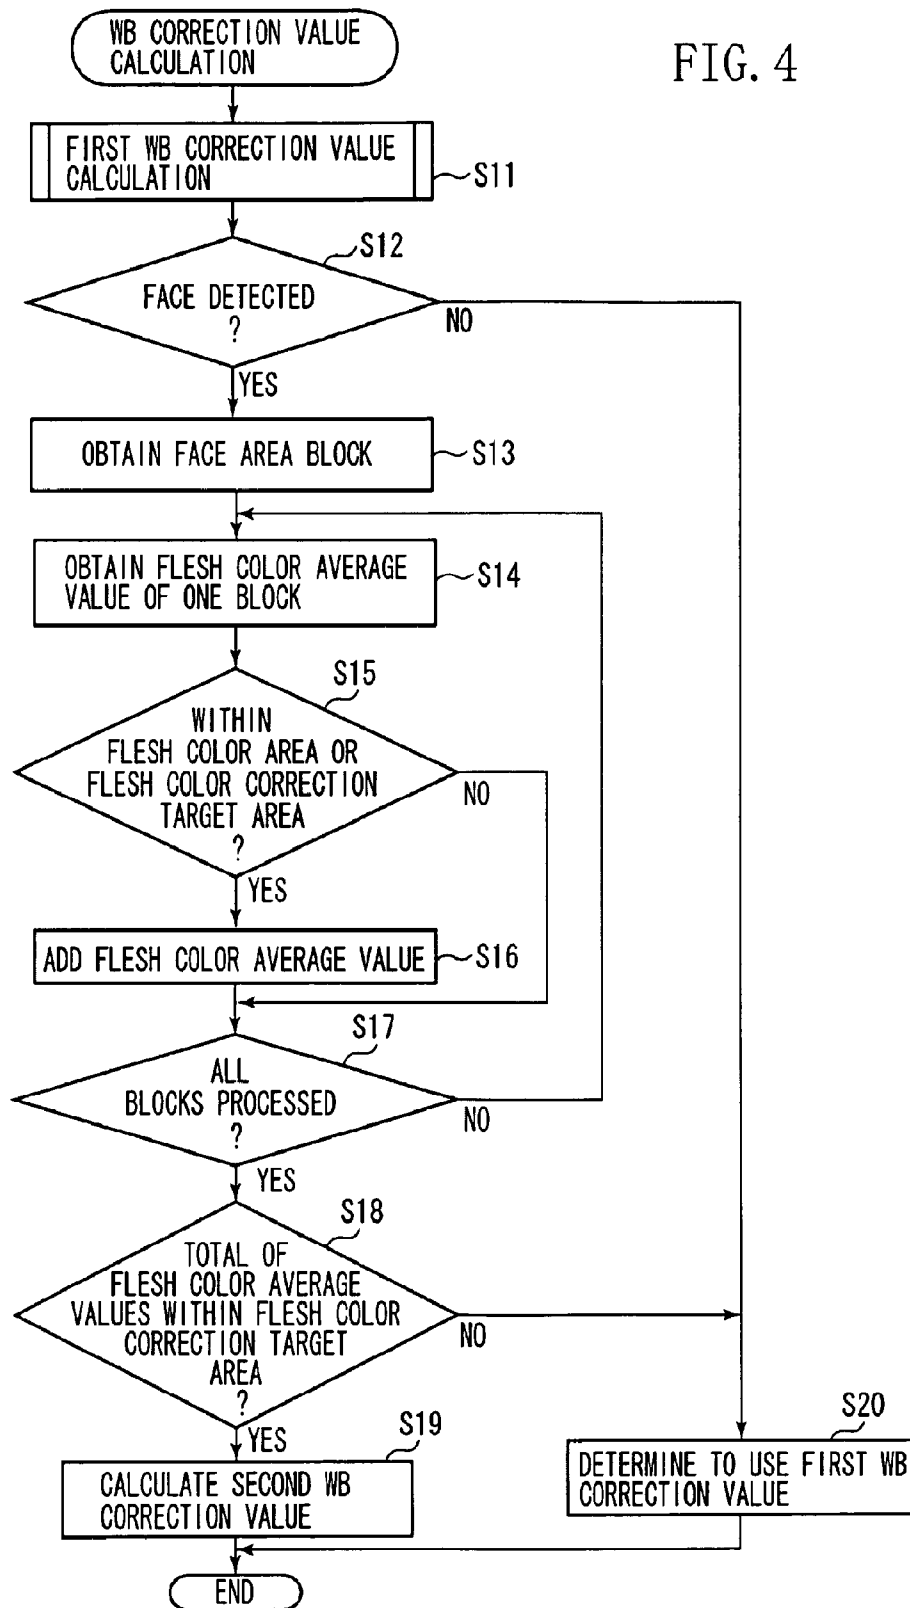 WB CORRECTION VALUE
CALCULATION
FIG. 4
FIRST WB CORRECTION VALUE
CALCULATION
S11
S12
FACE DETECTED
?
NO
YES
OBTAIN FACE AREA BLOCK
S13
OBTAIN FLESH COLOR AVERAGE
VALUE OF ONE BLOCK
S14
S15
WITHIN
FLESH COLOR AREA OR
FLESH COLOR CORRECTION
TARGET AREA
?
NO
YES
ADD FLESH COLOR AVERAGE VALUE
S16
S17
ALL
BLOCKS PROCESSED
?
NO
YES
S18
TOTAL OF
FLESH COLOR AVERAGE
VALUES WITHIN FLESH COLOR
CORRECTION TARGET
AREA
?
NO
YES
S19
CALCULATE SECOND WB
CORRECTION VALUE
S20
DETERMINE TO USE FIRST WB
CORRECTION VALUE
END